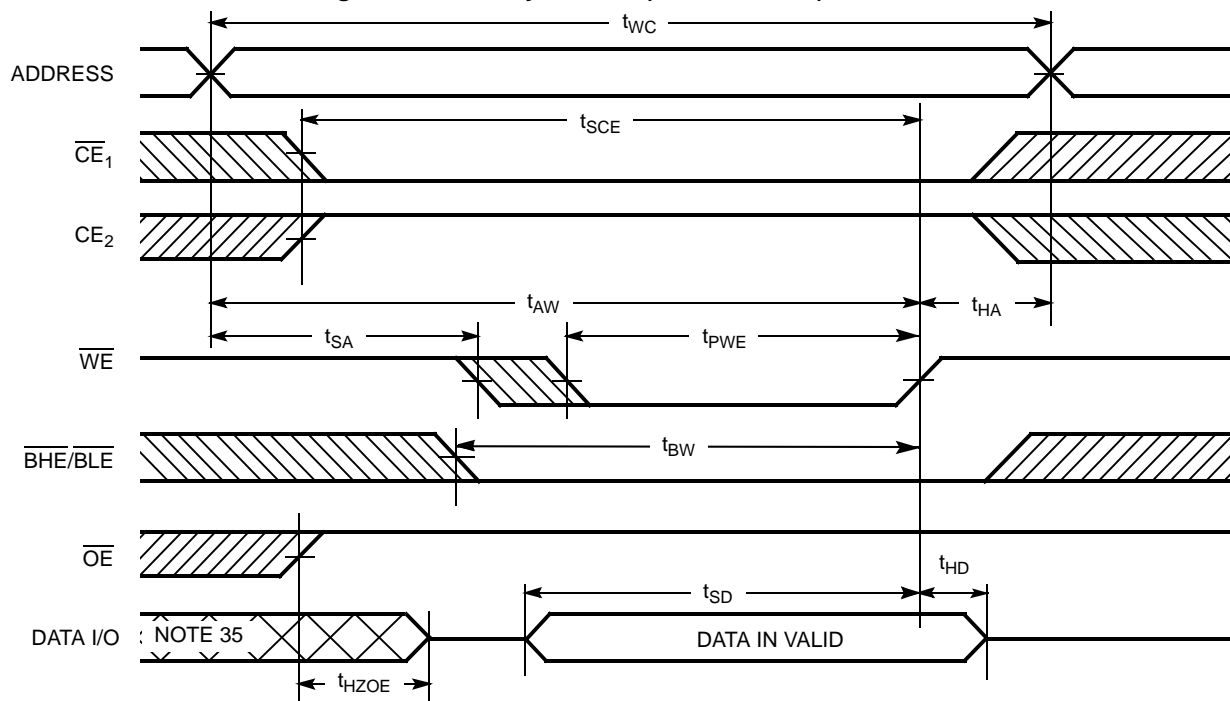 tWC
ADDRESS
tSCE
CE1
CE2
tAW
tHA
tSA
tPWE
WE
tBW
BHE/BLE
OE
tHD
tSD
DATA I/O
NOTE 35
DATA IN VALID
tHZOE